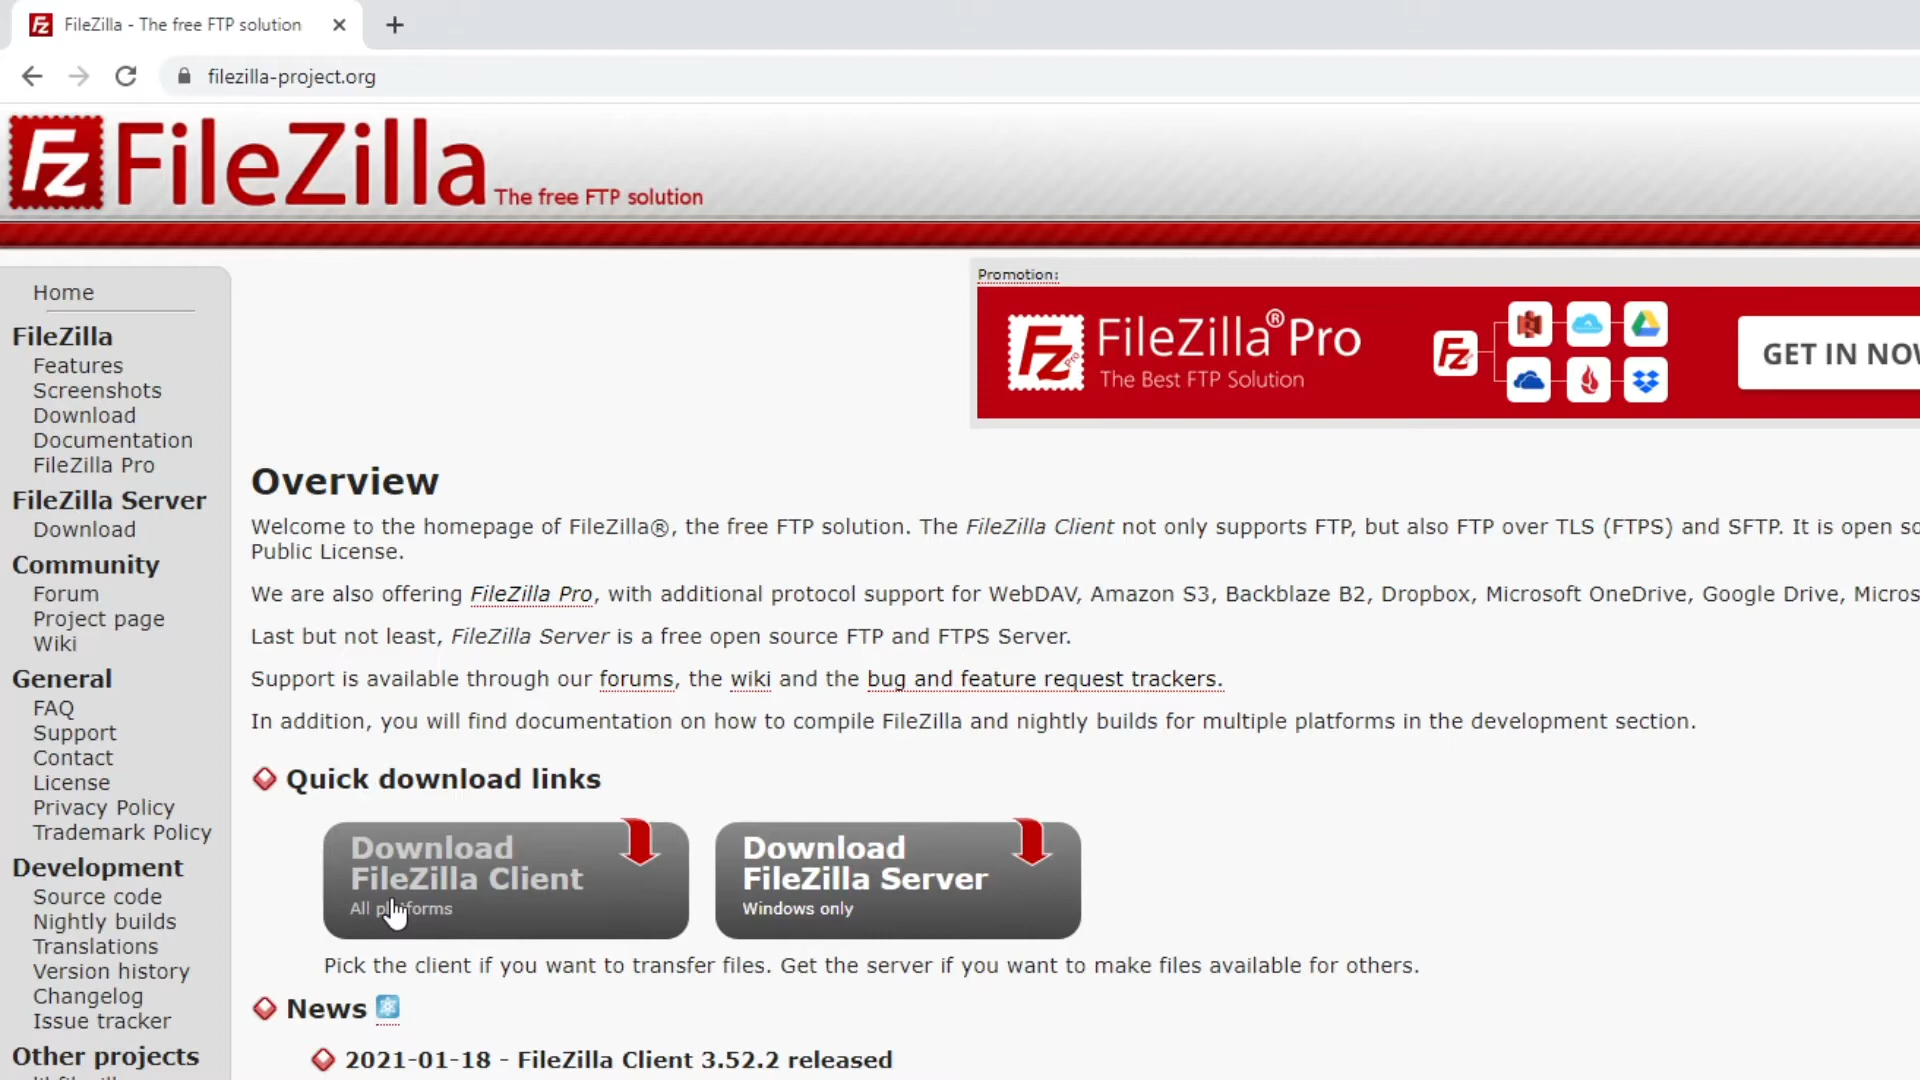 FileZilla - The free FTP solution
filezilla-project.org
FZ FileZilla The free FTP solution
Home
FileZilla
Features
Screenshots
Download
Documentation
FileZilla Pro
FileZilla Server
Download
Community
Forum
Project page
Wiki
General
FAQ
Support
Contact
License
Privacy Policy
Trademark Policy
Development
Source code
Nightly builds
Translations
Version history
Changelog
Issue tracker
Other projects
Promotion:
FZ Pro FileZilla® Pro
The Best FTP Solution
FZ
GET IN NOW
Overview
Welcome to the homepage of FileZilla®, the free FTP solution. The FileZilla Client not only supports FTP, but also FTP over TLS (FTPS) and SFTP. It is open so
Public License.
We are also offering FileZilla Pro, with additional protocol support for WebDAV, Amazon S3, Backblaze B2, Dropbox, Microsoft OneDrive, Google Drive, Micros
Last but not least, FileZilla Server is a free open source FTP and FTPS Server.
Support is available through our forums, the wiki and the bug and feature request trackers.
In addition, you will find documentation on how to compile FileZilla and nightly builds for multiple platforms in the development section.
Quick download links
Download
FileZilla Client
All platforms
Download
FileZilla Server
Windows only
Pick the client if you want to transfer files. Get the server if you want to make files available for others.
News
2021-01-18 - FileZilla Client 3.52.2 released